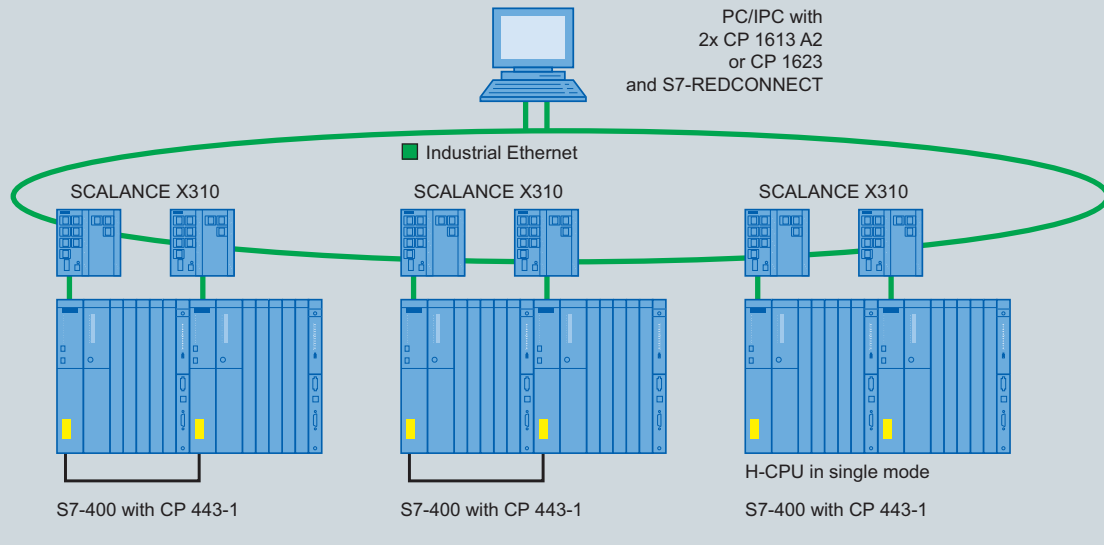 PC/IPC with
2x CP 1613 A2
or CP 1623
and S7-REDCONNECT
Industrial Ethernet
SCALANCE X310
SCALANCE X310
SCALANCE X310
H-CPU in single mode
S7-400 with CP 443-1
S7-400 with CP 443-1
S7-400 with CP 443-1